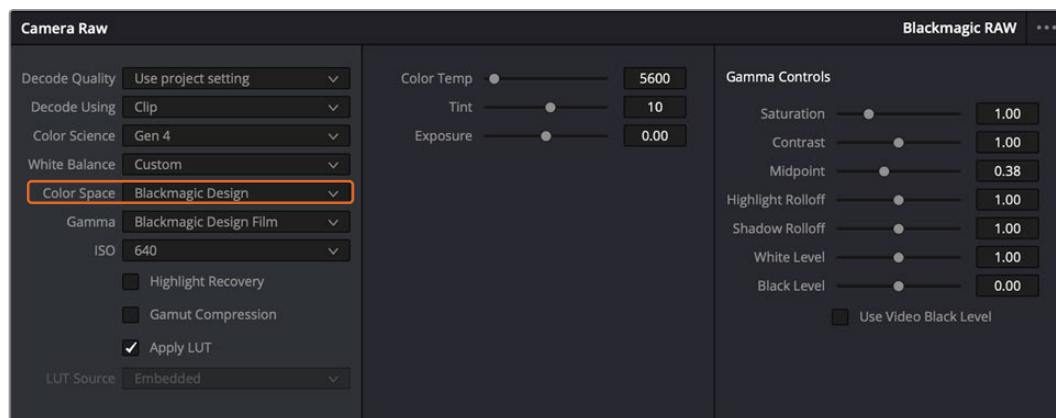 Camera Raw
Blackmagic RAW
Decode Quality Use project setting
Decode Using Clip
Color Science Gen 4
White Balance Custom
Color Space Blackmagic Design
Gamma Blackmagic Design Film
ISO 640
Highlight Recovery
Gamut Compression
Apply LUT
LUT Source Embedded
Color Temp 5600
Tint 10
Exposure 0.00
Gamma Controls
Saturation 1.00
Contrast 1.00
Midpoint 0.38
Highlight Rolloff 1.00
Shadow Rolloff 1.00
White Level 1.00
Black Level 0.00
Use Video Black Level